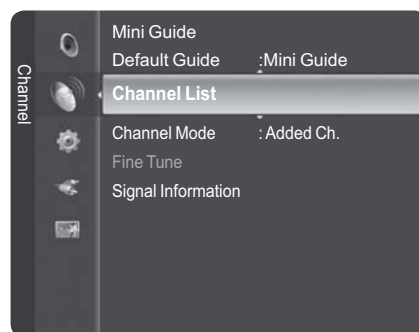 Channel
Mini Guide
Default Guide :Mini Guide
Channel List
Channel Mode : Added Ch.
Fine Tune
Signal Information